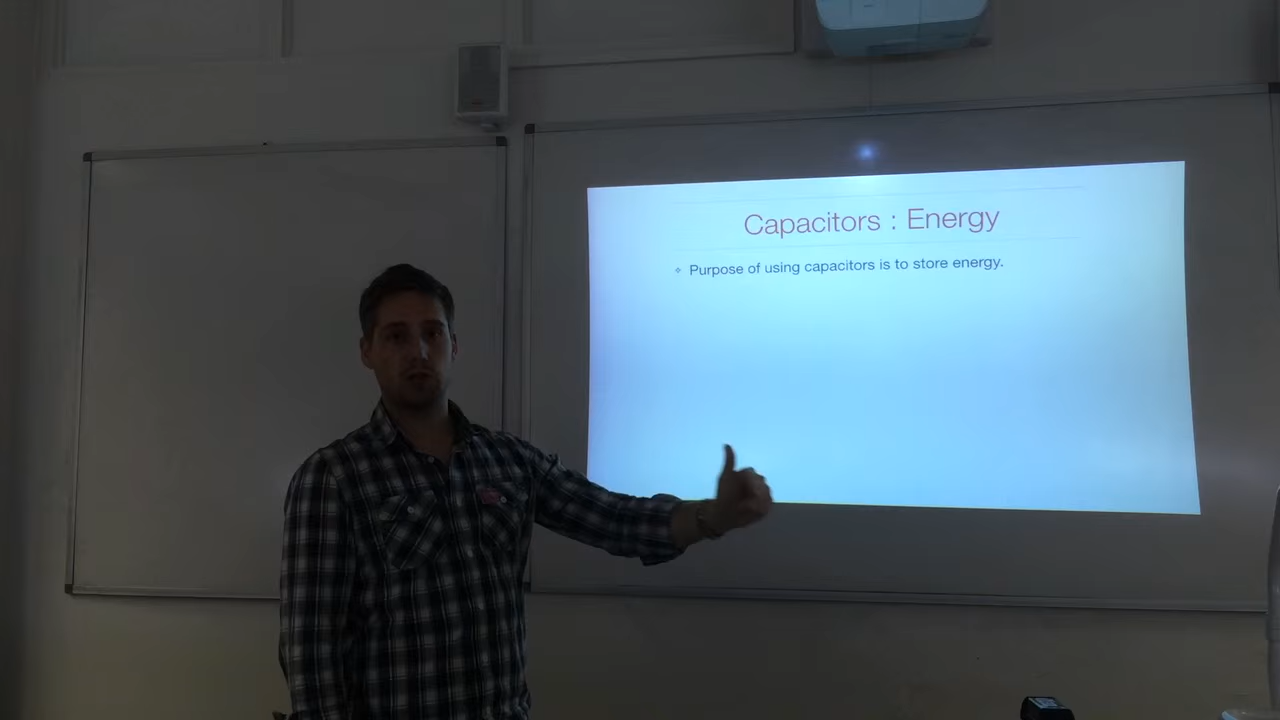 Capacitors : Energy
Purpose of using capacitors is to store energy.